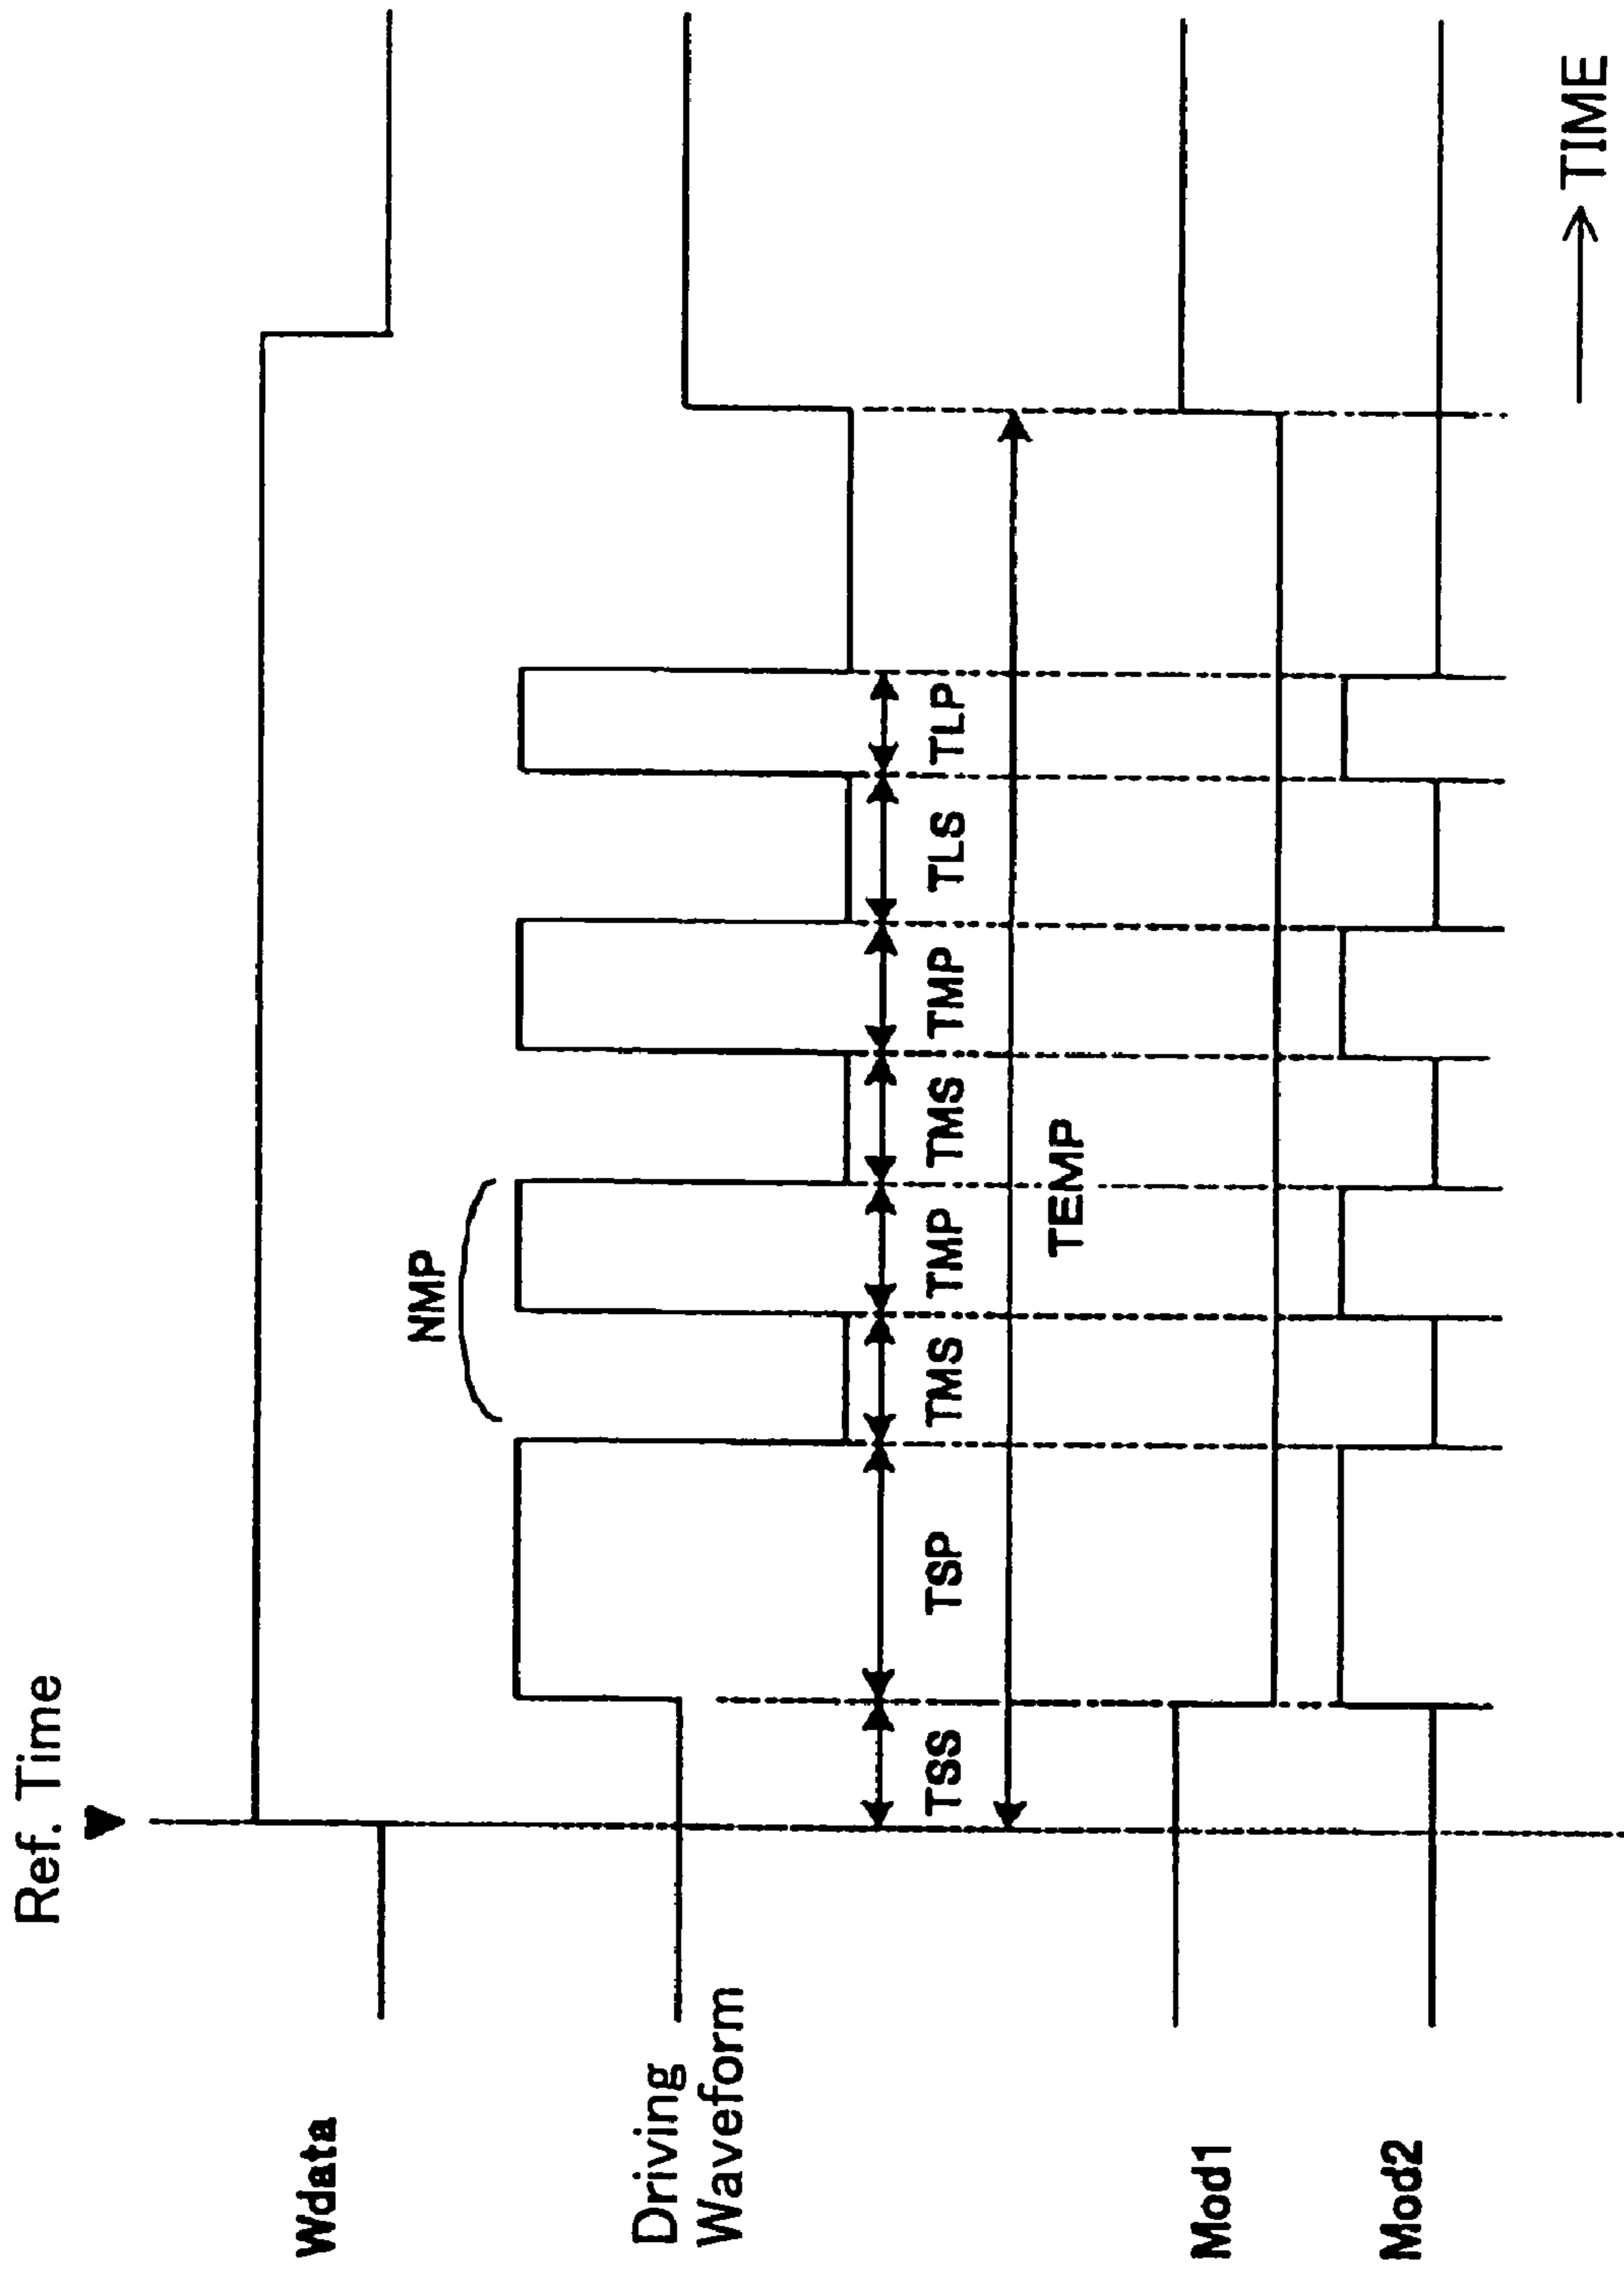 Ref. Time
Wdata
NMP
Driving
Waveform
TSS
TSP
TMS
TMP
TMS
TMP
TLS
TLP
TEMP
Mod1
Mod2
TIME